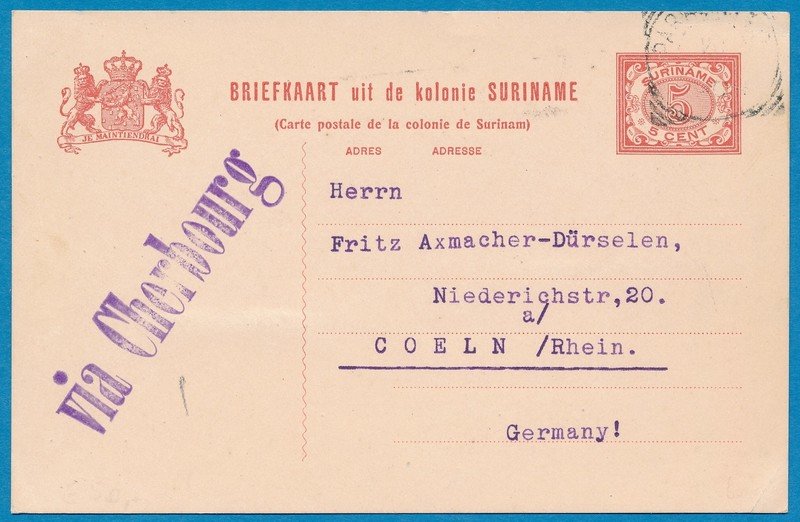 BRIEFKAART uit de kolonie SURINAME
(Carte postale de la colonie de Surinam)
ADRES ADRESSE
JE MAINTIENDRAI
SURINAME
5
5 CENT
via Cherbourg
Herrn
Fritz Axmacher-Dürselen,
Niederichstr,20.
a/
COELN /Rhein.
Germany!